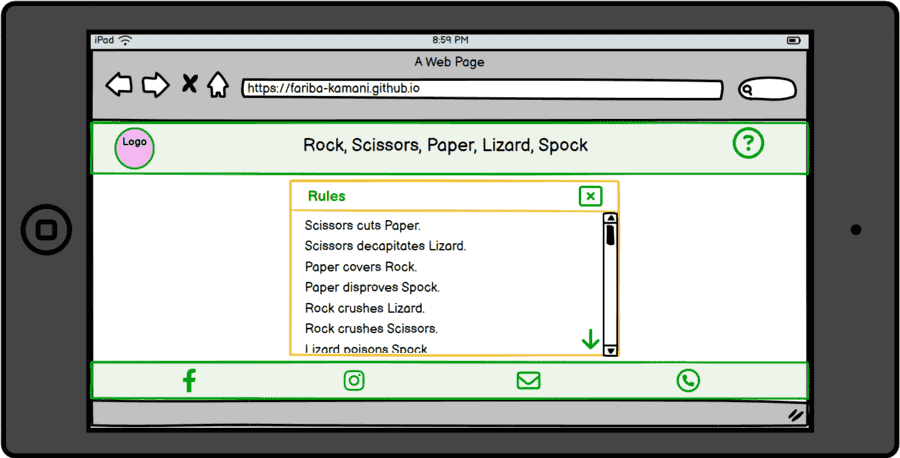 iPad
8:59 PM
A Web Page
https://fariba-kamani.github.io
Logo
Rock, Scissors, Paper, Lizard, Spock
?
Rules
Scissors cuts Paper.
Scissors decapitates Lizard.
Paper covers Rock.
Paper disproves Spock.
Rock crushes Lizard.
Rock crushes Scissors.
Lizard poisons Spock